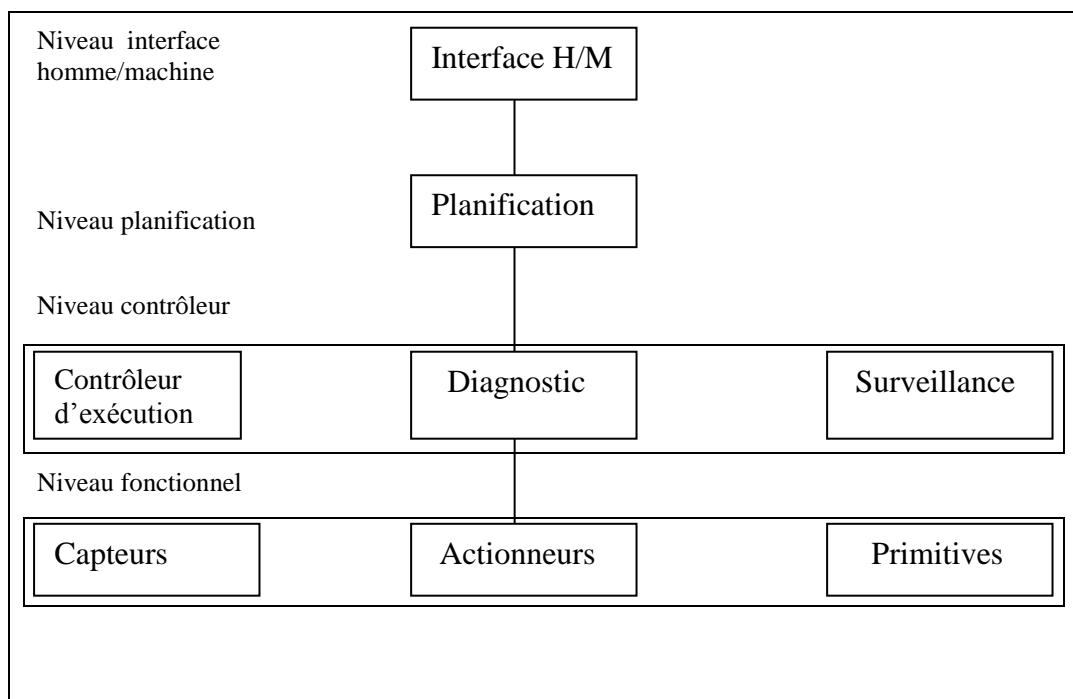 Niveau interface
homme/machine
Interface H/M
Planification
Niveau planification
Niveau contrôleur
Contrôleur
d’exécution
Diagnostic
Surveillance
Niveau fonctionnel
Capteurs
Actionneurs
Primitives